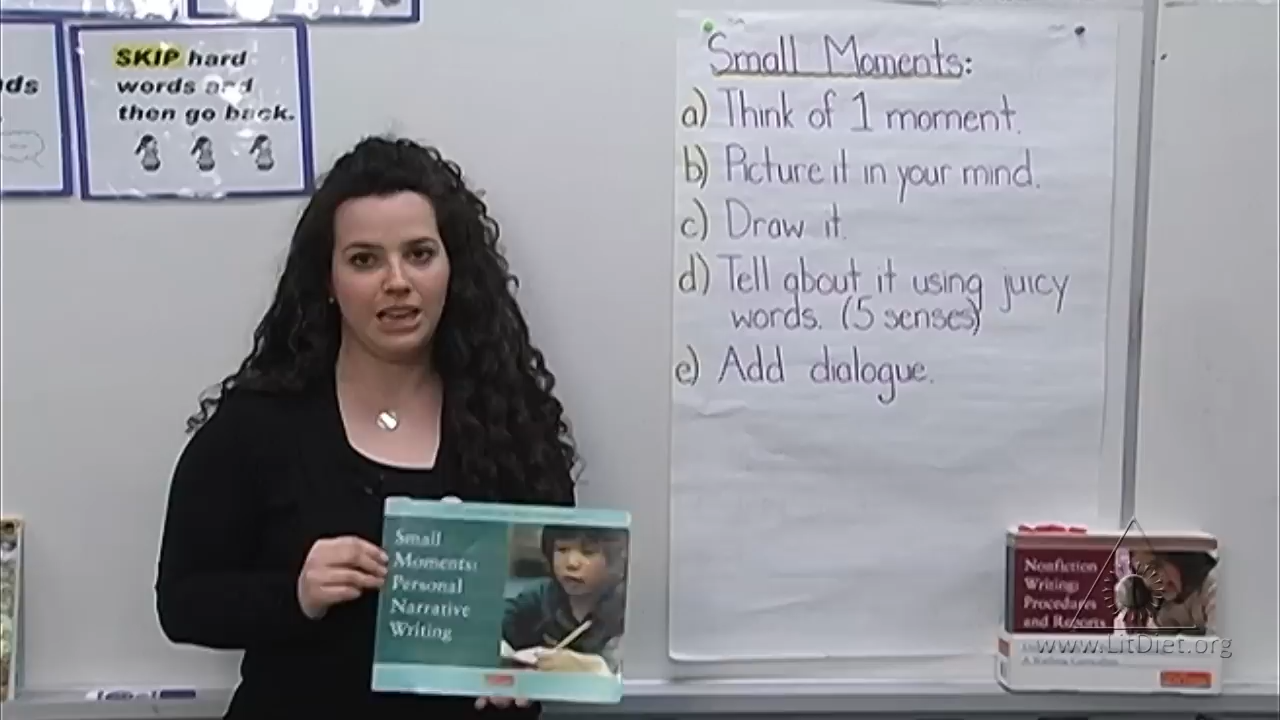 ds
SKIP hard
words and
then go back.
Small Moments:
a) Think of 1 moment.
b) Picture it in your mind.
c) Draw it.
d) Tell about it using juicy
words. (5 senses)
e) Add dialogue.
Small
Moments:
Personal
Narrative
Writing
Nonfiction
Writing:
Procedures
and Reports
www.LitDiet.org